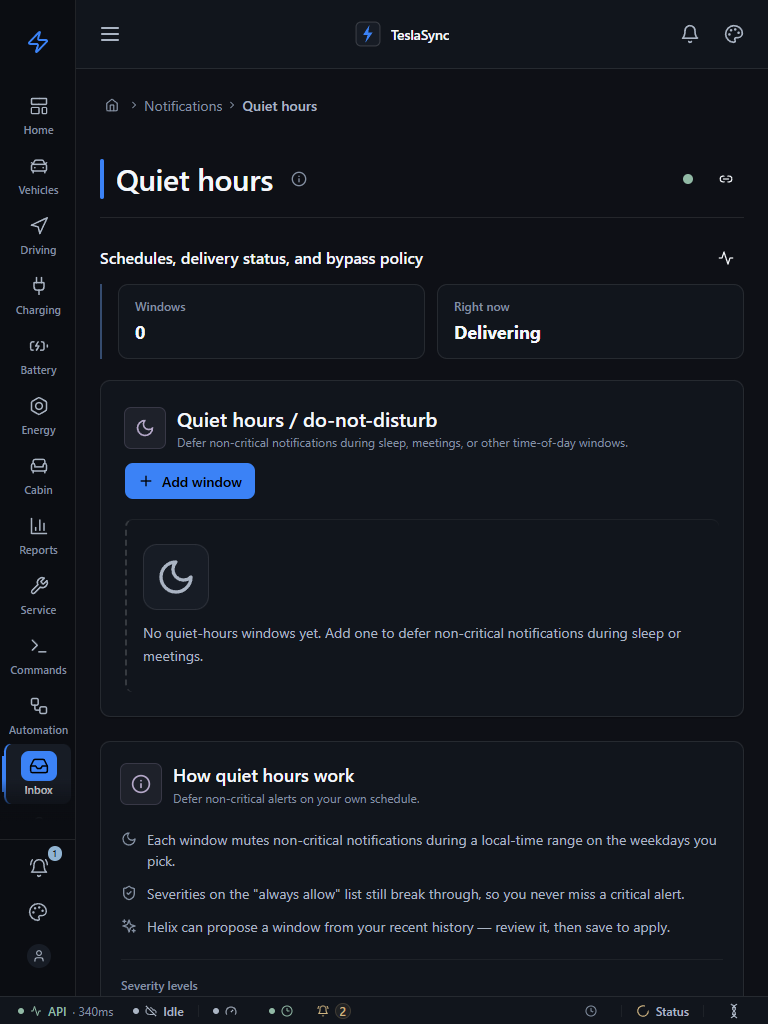 TeslaSync
Home
Vehicles
Driving
Charging
Battery
Energy
Cabin
Reports
Service
Commands
Automation
Inbox
1
Notifications
Quiet hours
Quiet hours
Schedules, delivery status, and bypass policy
Windows
0
Right now
Delivering
Quiet hours / do-not-disturb
Defer non-critical notifications during sleep, meetings, or other time-of-day windows.
Add window
No quiet-hours windows yet. Add one to defer non-critical notifications during sleep or
meetings.
How quiet hours work
Defer non-critical alerts on your own schedule.
Each window mutes non-critical notifications during a local-time range on the weekdays you
pick.
Severities on the "always allow" list still break through, so you never miss a critical alert.
Helix can propose a window from your recent history — review it, then save to apply.
Severity levels
API · 340ms
Idle
2
Status